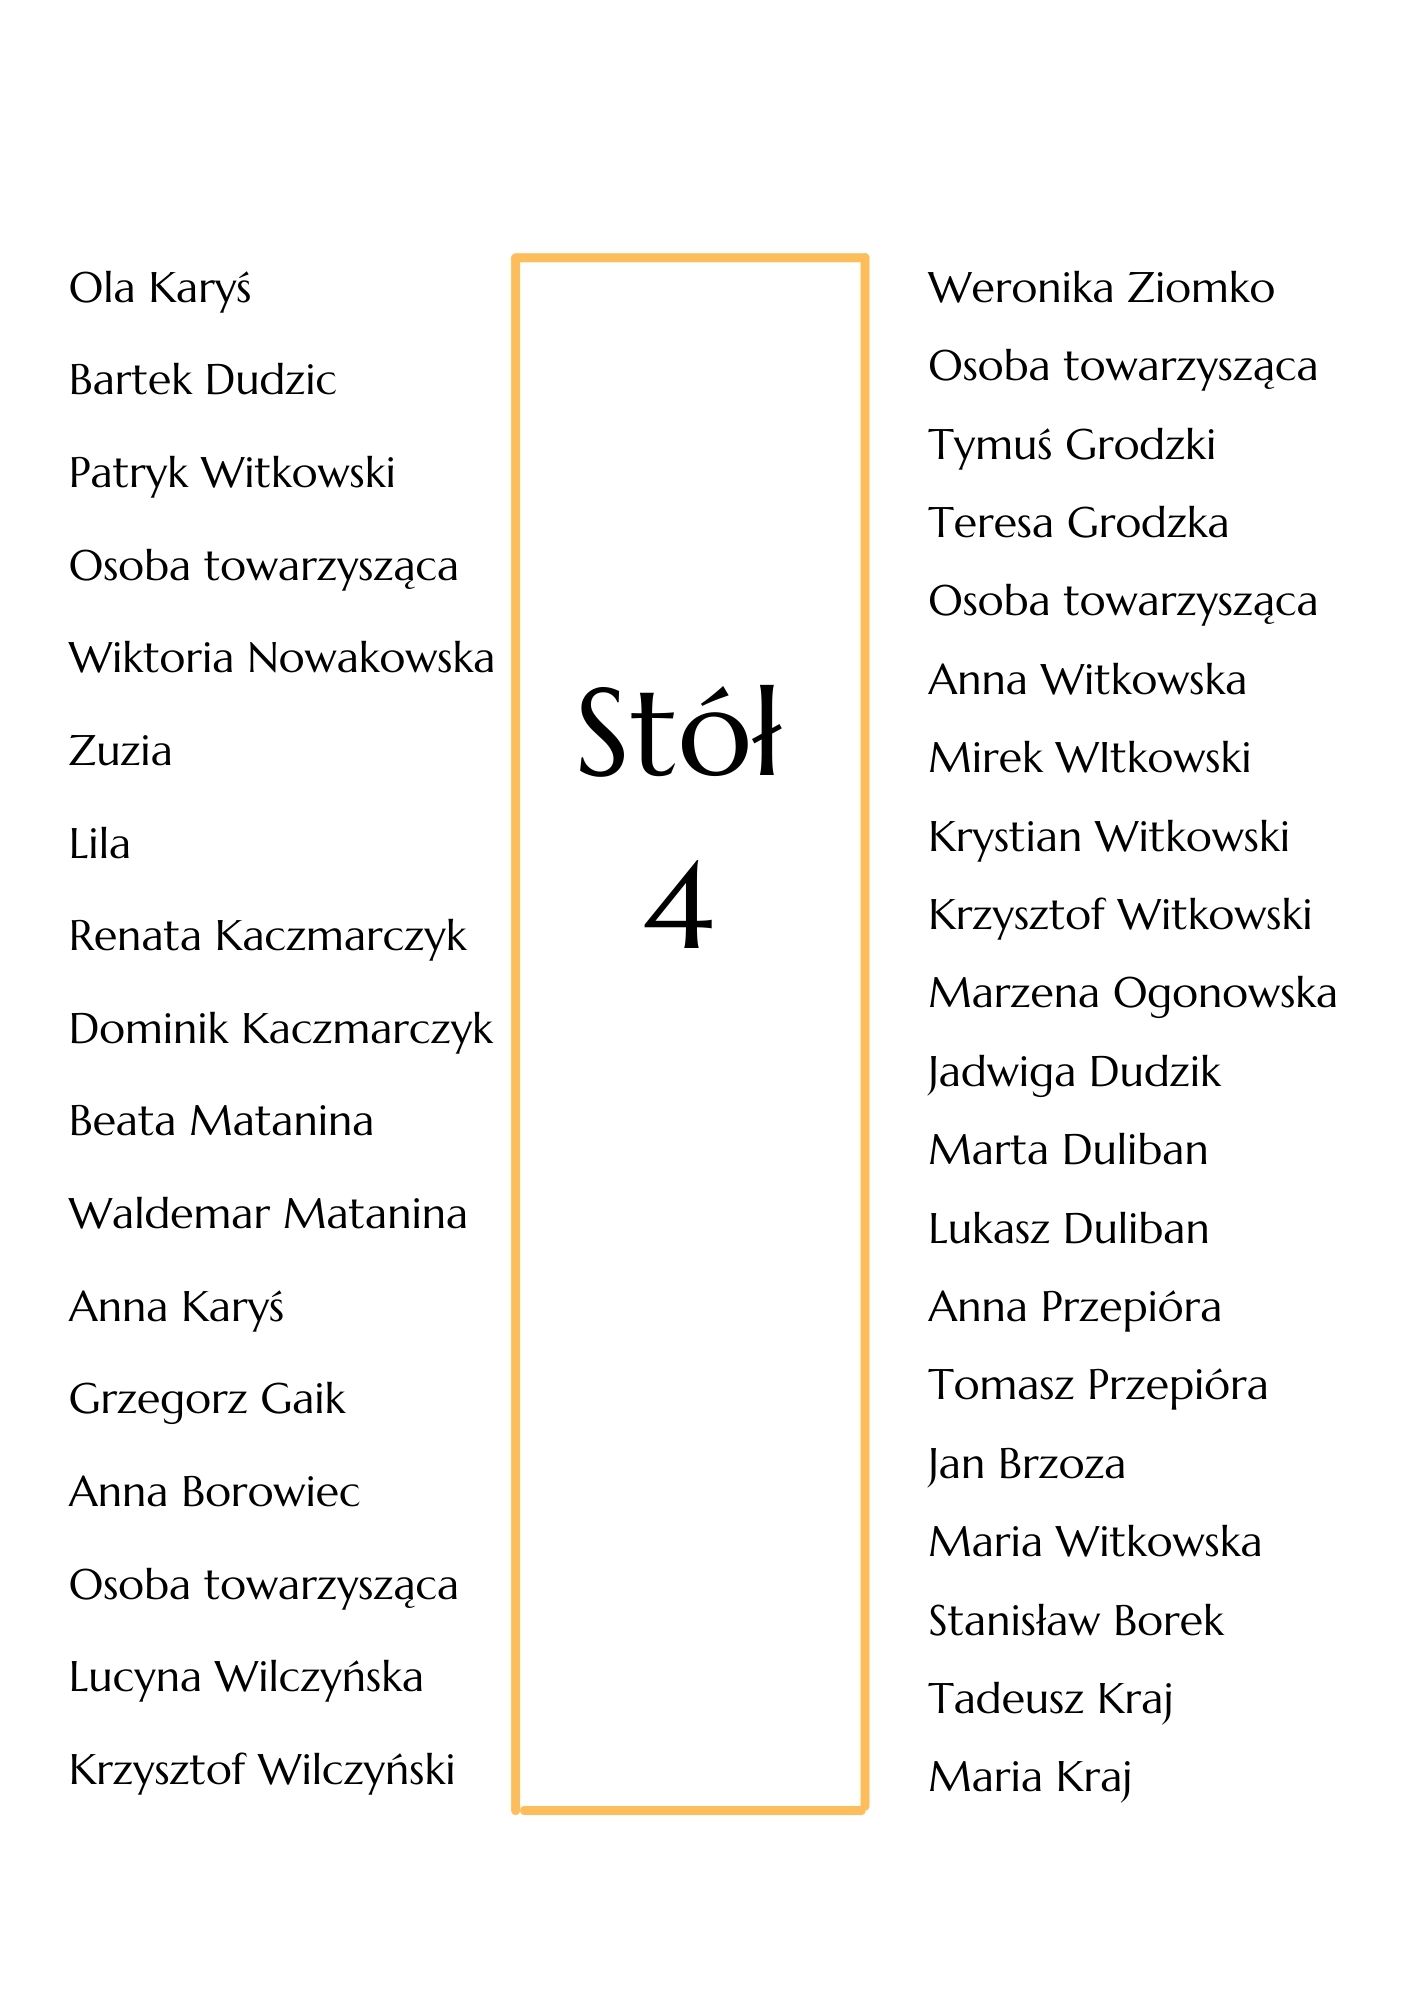 Ola Karyś
Bartek Dudzic
Patryk Witkowski
Osoba towarzysząca
Wiktoria Nowakowska
Zuzia
Lila
Renata Kaczmarczyk
Dominik Kaczmarczyk
Beata Matanina
Waldemar Matanina
Anna Karyś
Grzegorz Gaik
Anna Borowiec
Osoba towarzysząca
Lucyna Wilczyńska
Krzysztof Wilczyński
Stół
4
Weronika Ziomko
Osoba towarzysząca
Tymuś Grodzki
Teresa Grodzka
Osoba towarzysząca
Anna Witkowska
Mirek WItkowski
Krystian Witkowski
Krzysztof Witkowski
Marzena Ogonowska
Jadwiga Dudzik
Marta Duliban
Lukasz Duliban
Anna Przepióra
Tomasz Przepióra
Jan Brzoza
Maria Witkowska
Stanisław Borek
Tadeusz Kraj
Maria Kraj